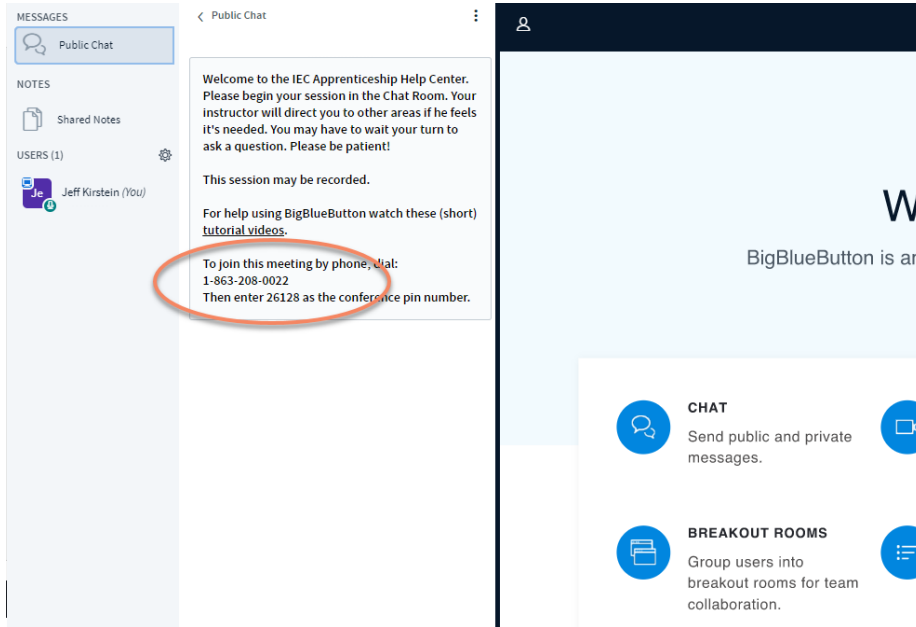 MESSAGES
Public Chat
NOTES
Shared Notes
USERS (1)
Je
Jeff Kirstein (You)
Public Chat
Welcome to the IEC Apprenticeship Help Center.
Please begin your session in the Chat Room. Your
instructor will direct you to other areas if he feels
it's needed. You may have to wait your turn to
ask a question. Please be patient!
This session may be recorded.
For help using BigBlueButton watch these (short)
tutorial videos.
To join this meeting by phone, dial:
1-863-208-0022
Then enter 26128 as the conference pin number.
BigBlueButton is
CHAT
Send public and private
messages.
BREAKOUT ROOMS
Group users into
breakout rooms for team
collaboration.